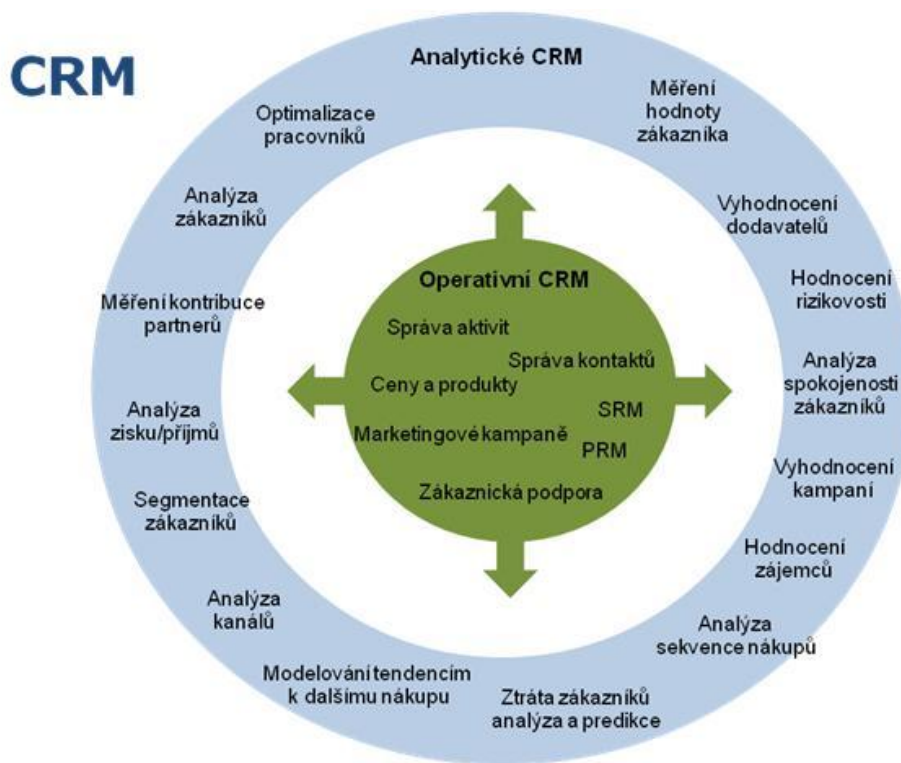 CRM
Analytické CRM
Optimalizace
pracovníků
Měření
hodnoty
zákazníka
Analýza
zákazníků
Vyhodnocení
dodavatelů
Měření kontribuce
partnerů
Hodnocení
rizikovosti
Analýza
zisku/příjmů
Analýza
spokojenosti
zákazníků
Segmentace
zákazníků
Vyhodnocení
kampaní
Analýza
kanálů
Hodnocení
zájemců
Modelování tendencím
k dalšímu nákupu
Ztráta zákazníků
analýza a predikce
Analýza
sekvence nákupů
Operativní CRM
Správa aktivit
Správa kontaktů
Ceny a produkty
SRM
Marketingové kampaně
PRM
Zákaznická podpora